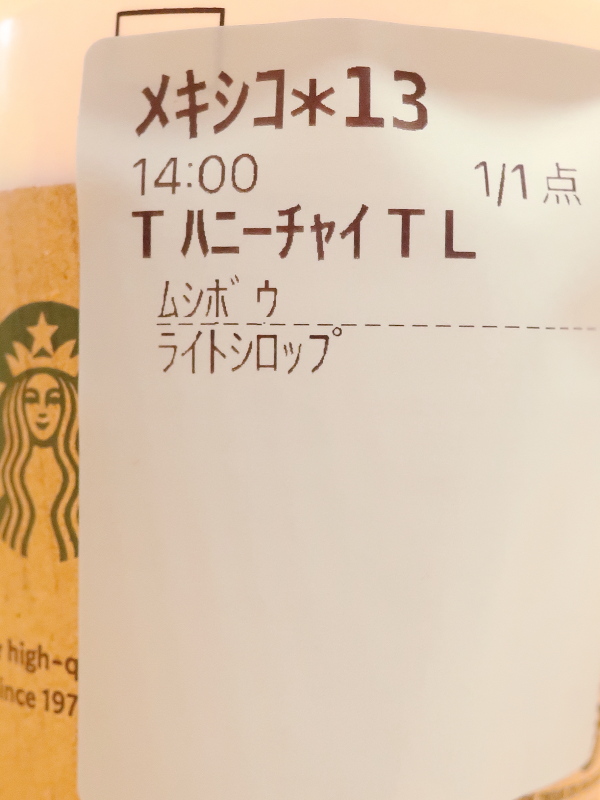 メキシコ*13
14:00 1/1点
T ハニーチャイ T L
ムシボウ
ライトシロップ
high-q
since 197